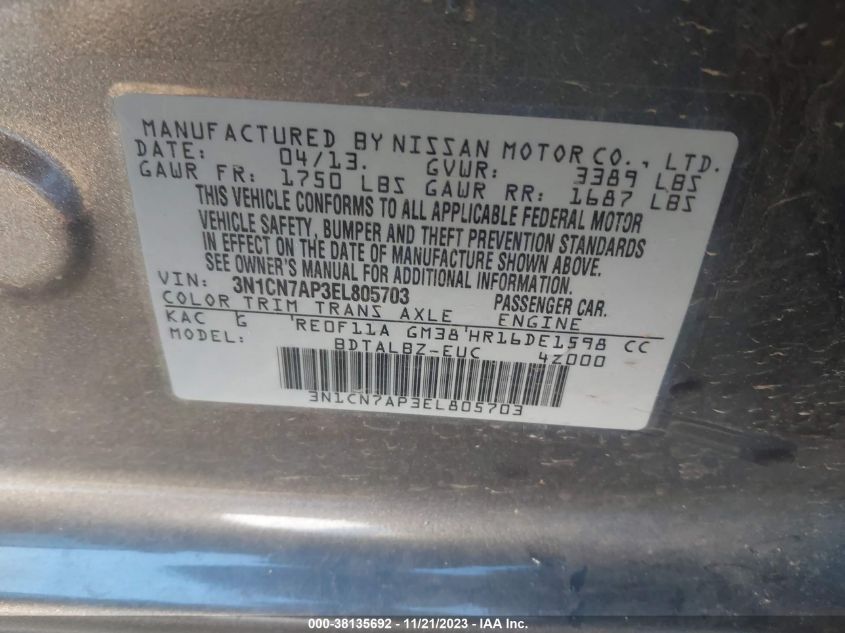 MANUFACTURED BY NISSAN MOTOR CO., LTD.
DATE: 04/13. GVWR: 3389 LBS
GAWR FR: 1750 LBS GAWR RR: 1687 LBS
THIS VEHICLE CONFORMS TO ALL APPLICABLE FEDERAL MOTOR
VEHICLE SAFETY, BUMPER AND THEFT PREVENTION STANDARDS
IN EFFECT ON THE DATE OF MANUFACTURE SHOWN ABOVE.
SEE OWNER'S MANUAL FOR ADDITIONAL INFORMATION.
VIN: 3N1CN7AP3EL805703 PASSENGER CAR.
COLOR TRIM TRANS AXLE ENGINE
KAC G 'RE0F11A GM38'HR16DE1598 CC
MODEL: BDTALBZ-EUC 4Z000
3N1CN7AP3EL805703
000-38135692 - 11/21/2023 - IAA Inc.